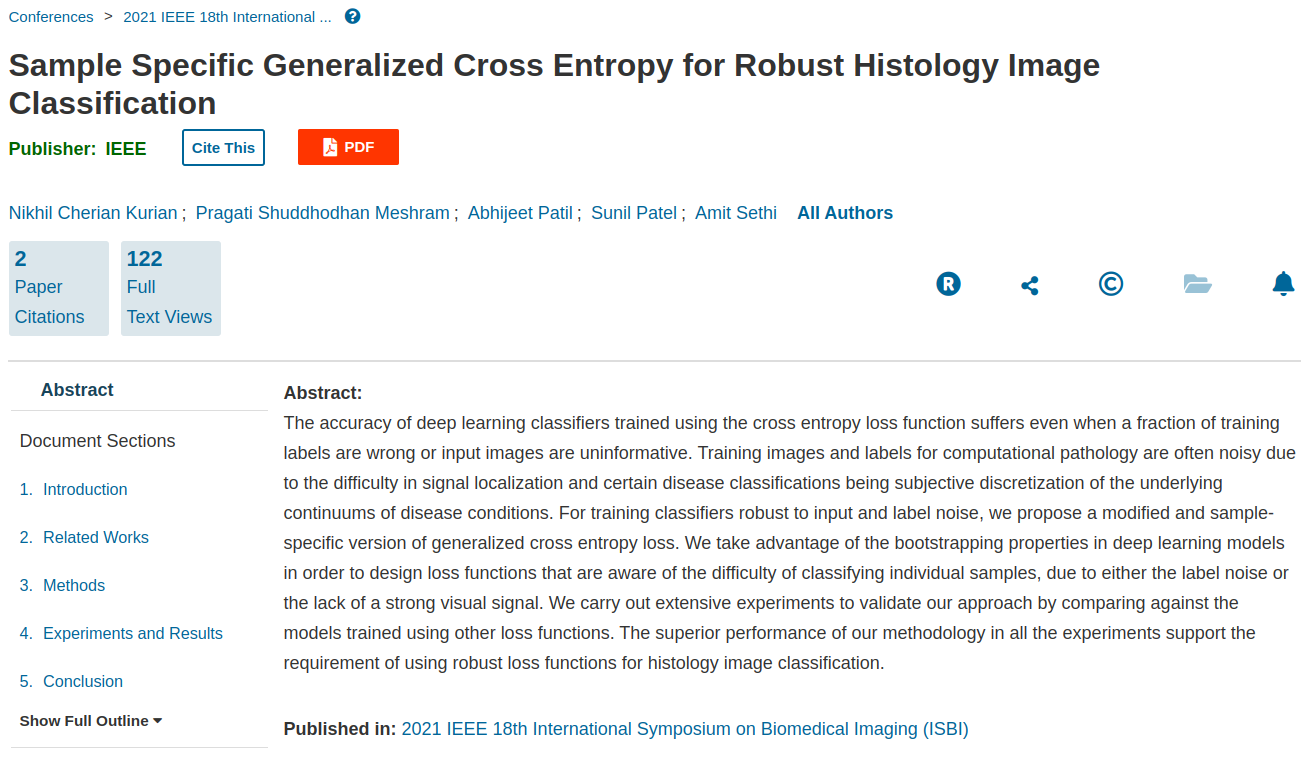 Conferences > 2021 IEEE 18th International ...
Sample Specific Generalized Cross Entropy for Robust Histology Image
Classification
Publisher: IEEE Cite This PDF
Nikhil Cherian Kurian ; Pragati Shuddhodhan Meshram ; Abhijeet Patil ; Sunil Patel ; Amit Sethi All Authors
2
Paper
Citations
122
Full
Text Views
Abstract
Document Sections
1. Introduction
2. Related Works
3. Methods
4. Experiments and Results
5. Conclusion
Show Full Outline
Abstract:
The accuracy of deep learning classifiers trained using the cross entropy loss function suffers even when a fraction of training
labels are wrong or input images are uninformative. Training images and labels for computational pathology are often noisy due
to the difficulty in signal localization and certain disease classifications being subjective discretization of the underlying
continuums of disease conditions. For training classifiers robust to input and label noise, we propose a modified and sample-
specific version of generalized cross entropy loss. We take advantage of the bootstrapping properties in deep learning models
in order to design loss functions that are aware of the difficulty of classifying individual samples, due to either the label noise or
the lack of a strong visual signal. We carry out extensive experiments to validate our approach by comparing against the
models trained using other loss functions. The superior performance of our methodology in all the experiments support the
requirement of using robust loss functions for histology image classification.
Published in: 2021 IEEE 18th International Symposium on Biomedical Imaging (ISBI)